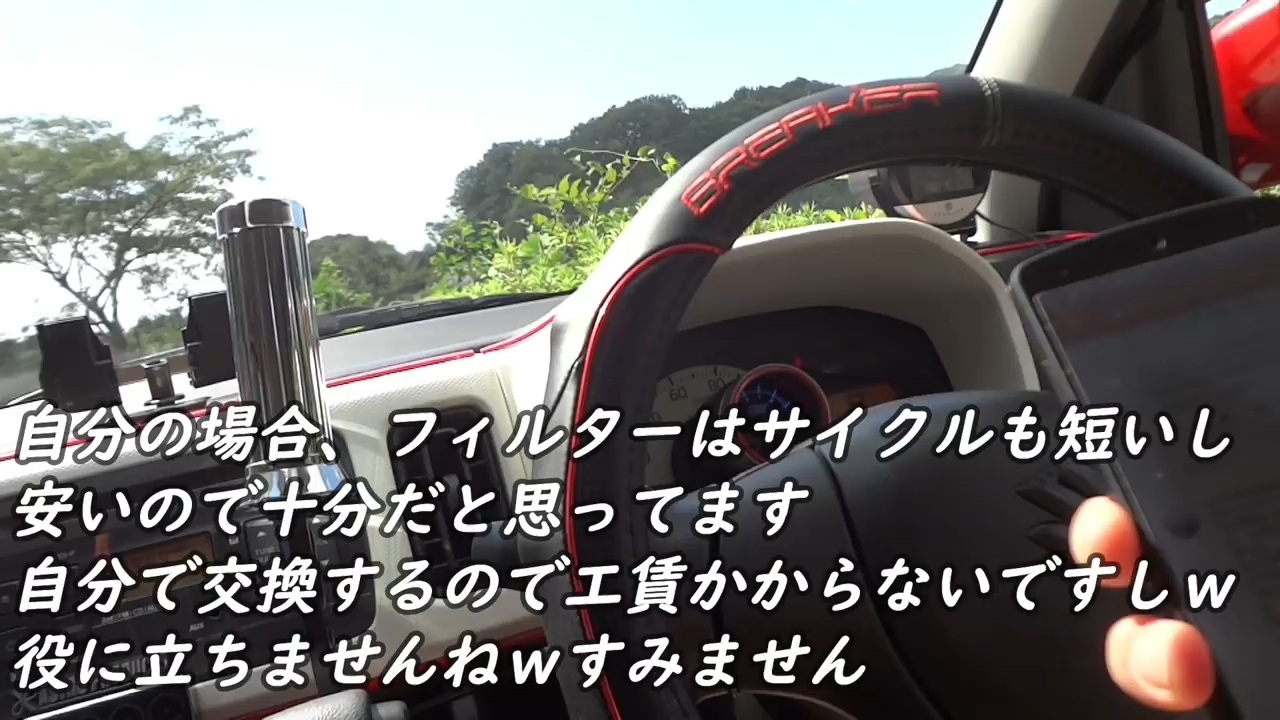 BREAKER
60
80
自分の場合、フィルターはサイクルも短いし
安いので十分だと思ってます
自分で交換するので工賃かからないですしｗ
役に立ちませんねｗすみません
AUX